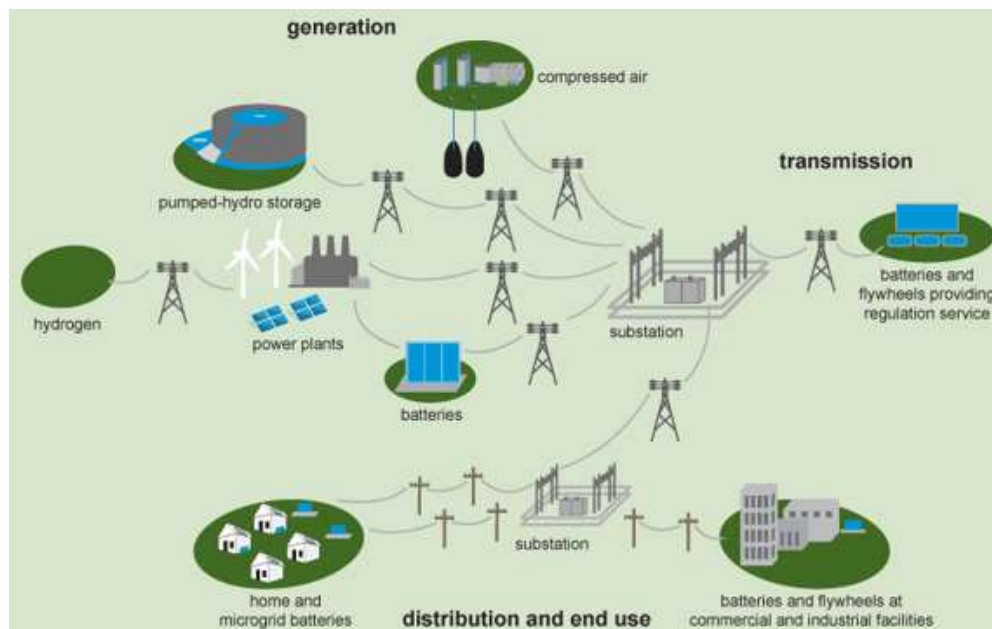 generation
compressed air
transmission
pumped-hydro storage
batteries and
flywheels providing
regulation service
hydrogen
power plants
substation
batteries
substation
home and
microgrid batteries
distribution and end use
batteries and flywheels at
commercial and industrial facilities